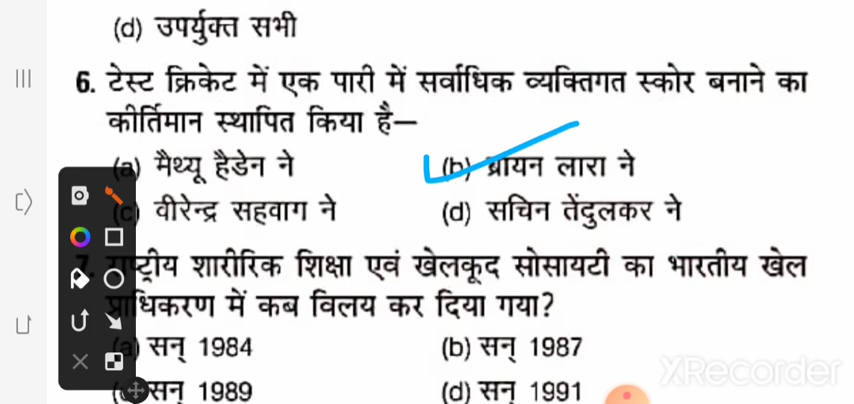 (d) उपर्युक्त सभी
6. टेस्ट क्रिकेट में एक पारी में सर्वाधिक व्यक्तिगत स्कोर बनाने का
कीर्तिमान स्थापित किया है—
(a) मैथ्यू हैडेन ने (b) ब्रायन लारा ने
(c) वीरेन्द्र सहवाग ने (d) सचिन तेंदुलकर ने
7. राष्ट्रीय शारीरिक शिक्षा एवं खेलकूद सोसायटी का भारतीय खेल
प्राधिकरण में कब विलय कर दिया गया?
(a) सन् 1984 (b) सन् 1987
सन् 1989 (d) सन् 1991
XRecorder